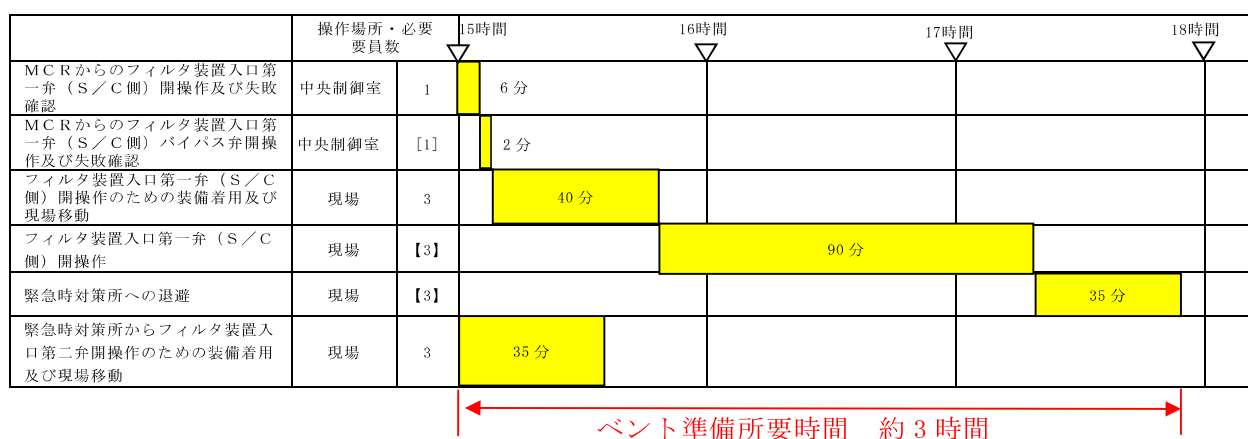 操作場所・必要
要員数
15時間
16時間
17時間
18時間
MCRからのフィルタ装置入口第
一弁（S／C側）開操作及び失敗
確認
中央制御室
1
6分
MCRからのフィルタ装置入口第
一弁（S／C側）バイパス弁開操
作及び失敗確認
中央制御室
[1]
2分
フィルタ装置入口第一弁（S／C
側）開操作のための装備着用及び
現場移動
現場
3
40分
フィルタ装置入口第一弁（S／C
側）開操作
現場
【3】
90分
緊急時対策所への退避
現場
【3】
35分
緊急時対策所からフィルタ装置入
口第二弁開操作のための装備着用
及び現場移動
現場
3
35分
ベント準備所要時間　約3時間